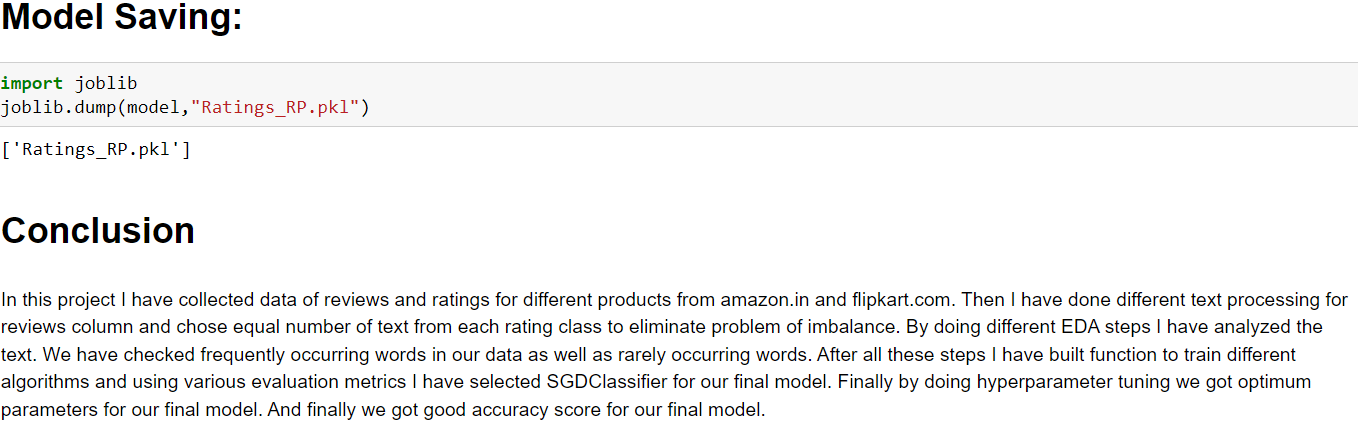 Model Saving:
import joblib
joblib.dump(model,"Ratings_RP.pkl")
['Ratings_RP.pkl']
Conclusion
In this project I have collected data of reviews and ratings for different products from amazon.in and flipkart.com. Then I have done different text processing for
reviews column and chose equal number of text from each rating class to eliminate problem of imbalance. By doing different EDA steps I have analyzed the
text. We have checked frequently occurring words in our data as well as rarely occurring words. After all these steps I have built function to train different
algorithms and using various evaluation metrics I have selected SGDClassifier for our final model. Finally by doing hyperparameter tuning we got optimum
parameters for our final model. And finally we got good accuracy score for our final model.